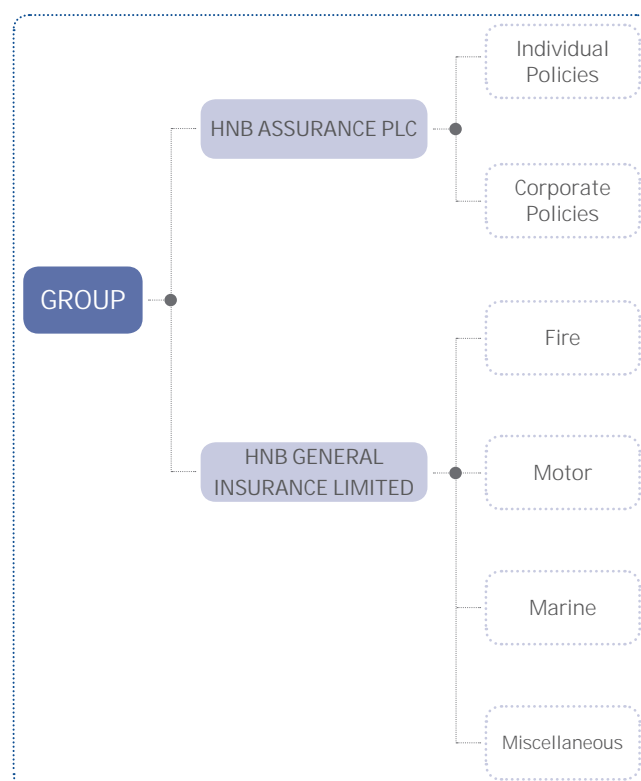 Individual
Policies
HNB ASSURANCE PLC
Corporate
Policies
GROUP
Fire
HNB GENERAL
INSURANCE LIMITED
Motor
Marine
Miscellaneous